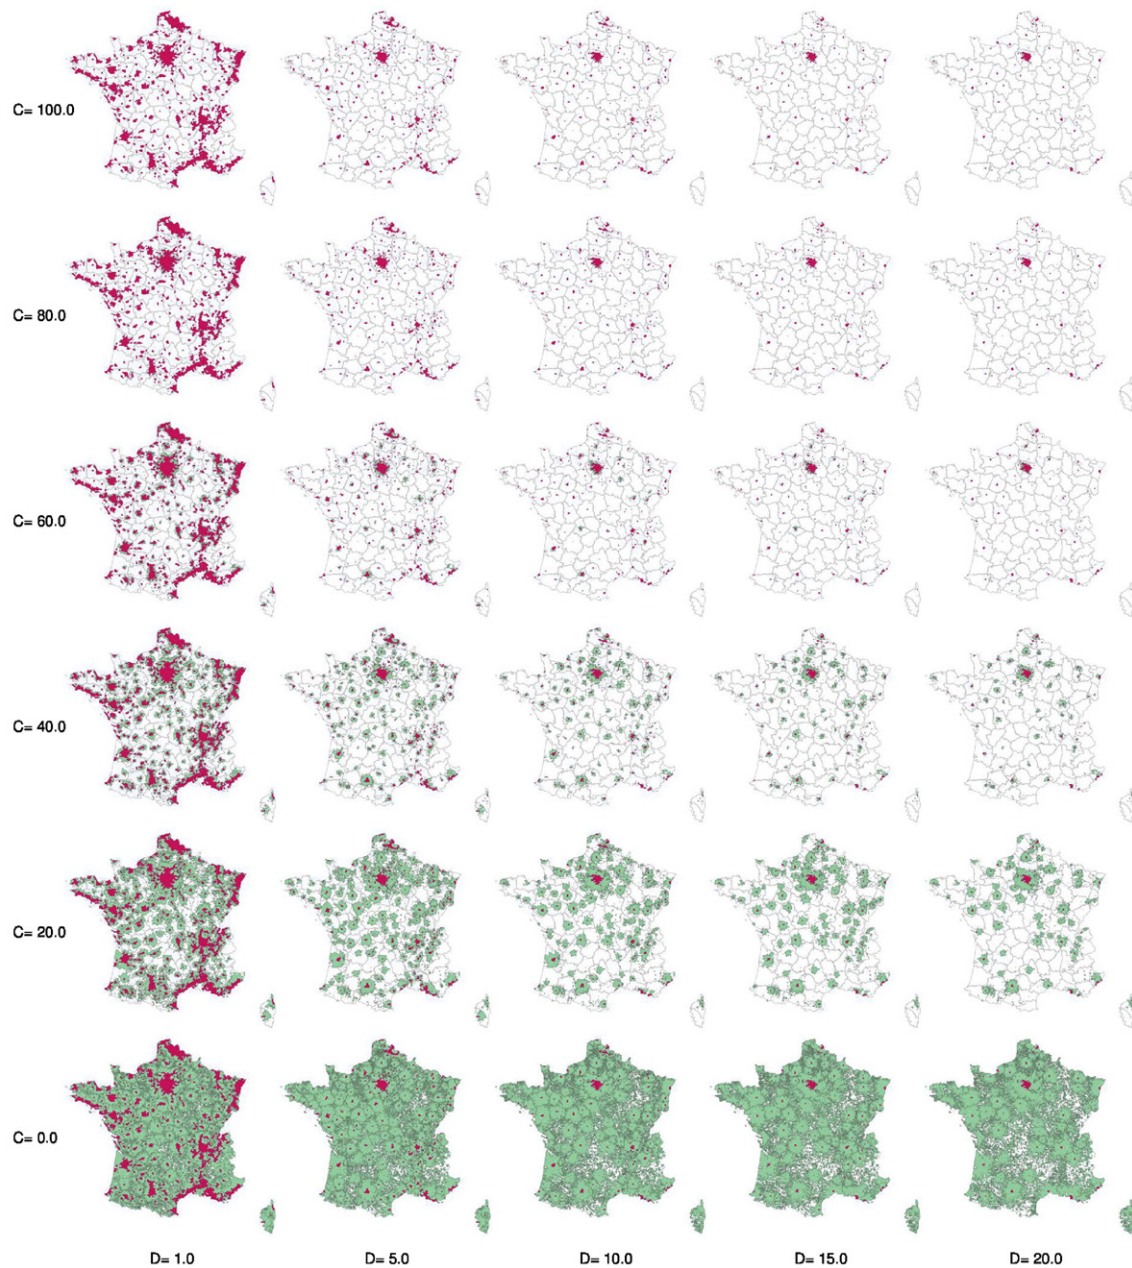 C= 100.0
C= 80.0
C= 60.0
C= 40.0
C= 20.0
C= 0.0
D= 1.0 D= 5.0 D= 10.0 D= 15.0 D= 20.0